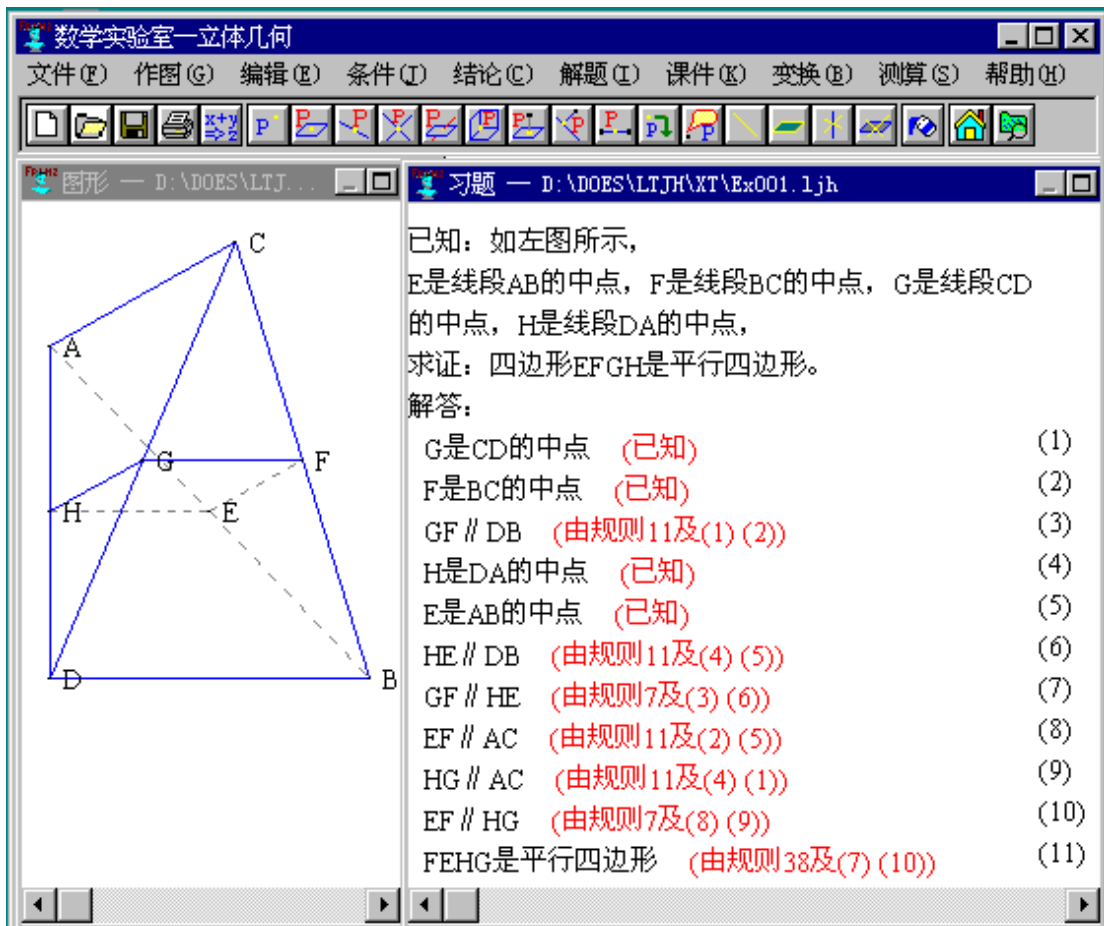 数学实验室—立体几何
文件(F) 作图(G) 编辑(E) 条件(J) 结论(C) 解题(I) 课件(K) 变换(B) 测算(S) 帮助(H)
图形 — D:\DOES\LTJ...
C
A
G
F
H
E
D
B
习题 — D:\DOES\LTJH\XT\Ex001.ljh
已知：如左图所示，
E是线段AB的中点，F是线段BC的中点，G是线段CD
的中点，H是线段DA的中点，
求证：四边形EFGH是平行四边形。
解答：
G是CD的中点 (已知) (1)
F是BC的中点 (已知) (2)
GF∥DB (由规则11及(1)(2)) (3)
H是DA的中点 (已知) (4)
E是AB的中点 (已知) (5)
HE∥DB (由规则11及(4)(5)) (6)
GF∥HE (由规则7及(3)(6)) (7)
EF∥AC (由规则11及(2)(5)) (8)
HG∥AC (由规则11及(4)(1)) (9)
EF∥HG (由规则7及(8)(9)) (10)
FEHG是平行四边形 (由规则38及(7)(10)) (11)